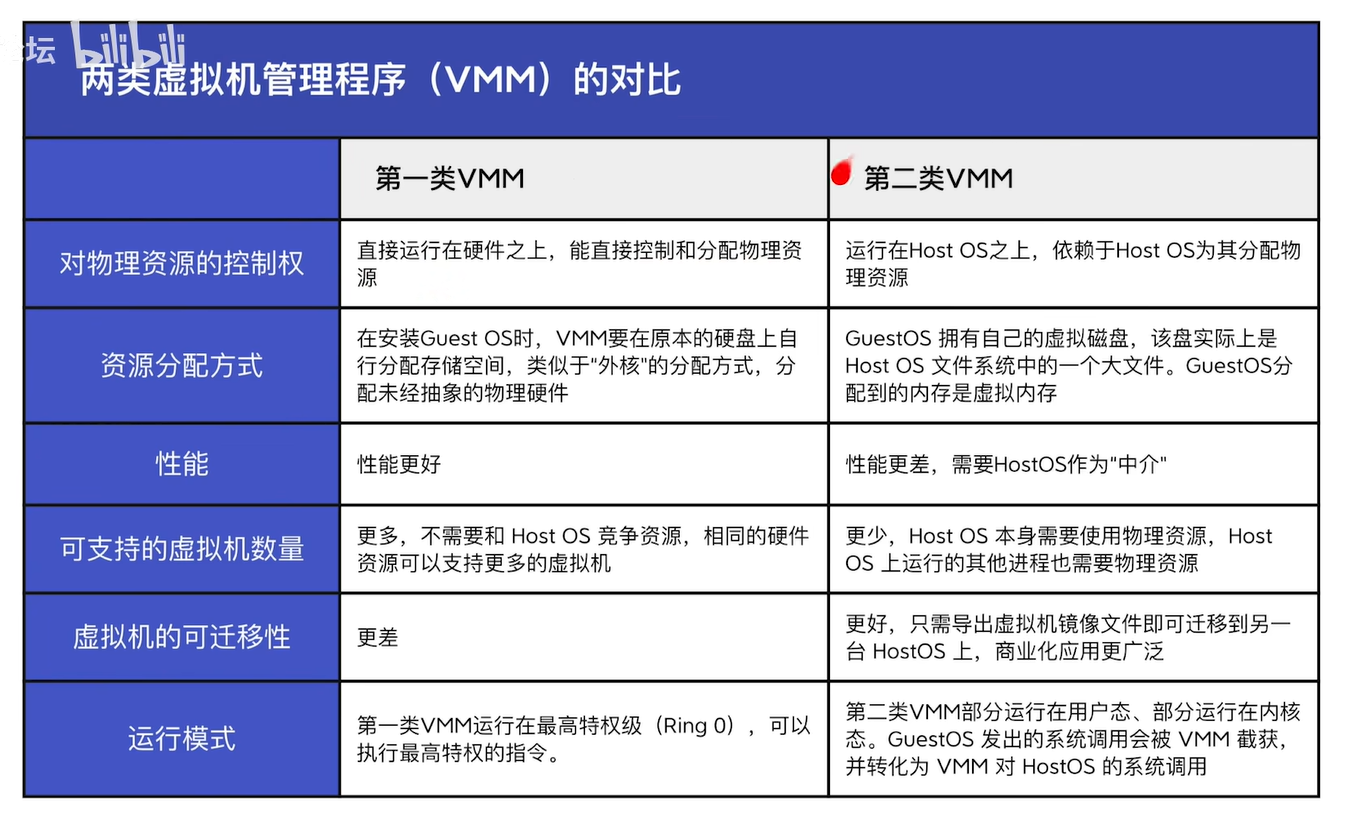 坛 bilibili
两类虚拟机管理程序（VMM）的对比
第一类VMM
第二类VMM
对物理资源的控制权
直接运行在硬件之上，能直接控制和分配物理资
源
运行在Host OS之上，依赖于Host OS为其分配物
理资源
资源分配方式
在安装Guest OS时，VMM要在原本的硬盘上自
行分配存储空间，类似于“外核”的分配方式，分
配未经抽象的物理硬件
GuestOS 拥有自己的虚拟磁盘，该盘实际上是
Host OS 文件系统中的一个大文件。GuestOS分
配到的内存是虚拟内存
性能
性能更好
性能更差，需要HostOS作为"中介"
可支持的虚拟机数量
更多，不需要和 Host OS 竞争资源，相同的硬件
资源可以支持更多的虚拟机
更少，Host OS 本身需要使用物理资源，Host
OS 上运行的其他进程也需要物理资源
虚拟机的可迁移性
更差
更好，只需导出虚拟机镜像文件即可迁移到另一
台 HostOS 上，商业化应用更广泛
运行模式
第一类VMM运行在最高特权级（Ring 0），可以
执行最高特权的指令。
第二类VMM部分运行在用户态、部分运行在内核
态。GuestOS 发出的系统调用会被 VMM 截获，
并转化为 VMM 对 HostOS 的系统调用